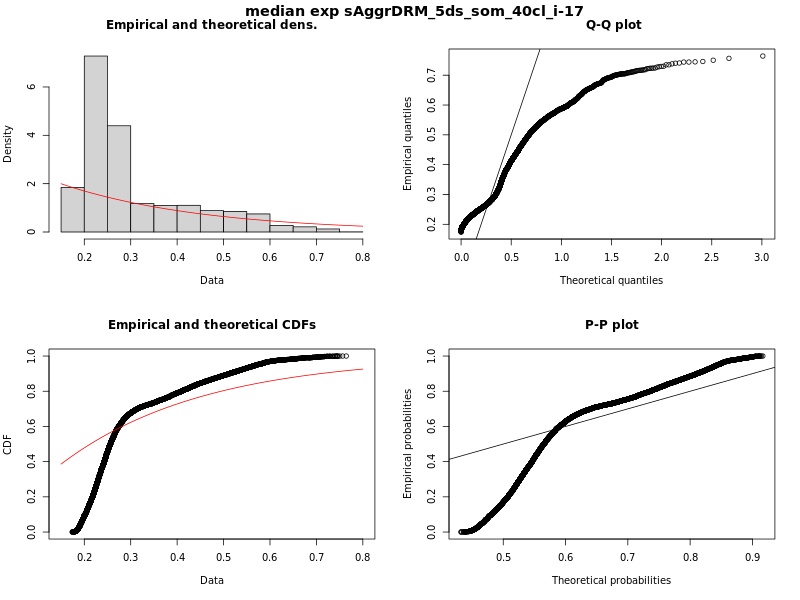 median exp sAggrDRM_5ds_som_40cl_i-17
Empirical and theoretical dens.
Density
0 2 4 6
0.2 0.3 0.4 0.5 0.6 0.7 0.8
Data
Q-Q plot
Empirical quantiles
0.2 0.3 0.4 0.5 0.6 0.7
0.0 0.5 1.0 1.5 2.0 2.5 3.0
Theoretical quantiles
Empirical and theoretical CDFs
CDF
0.0 0.2 0.4 0.6 0.8 1.0
0.2 0.3 0.4 0.5 0.6 0.7 0.8
Data
P-P plot
Empirical probabilities
0.0 0.2 0.4 0.6 0.8 1.0
0.5 0.6 0.7 0.8 0.9
Theoretical probabilities